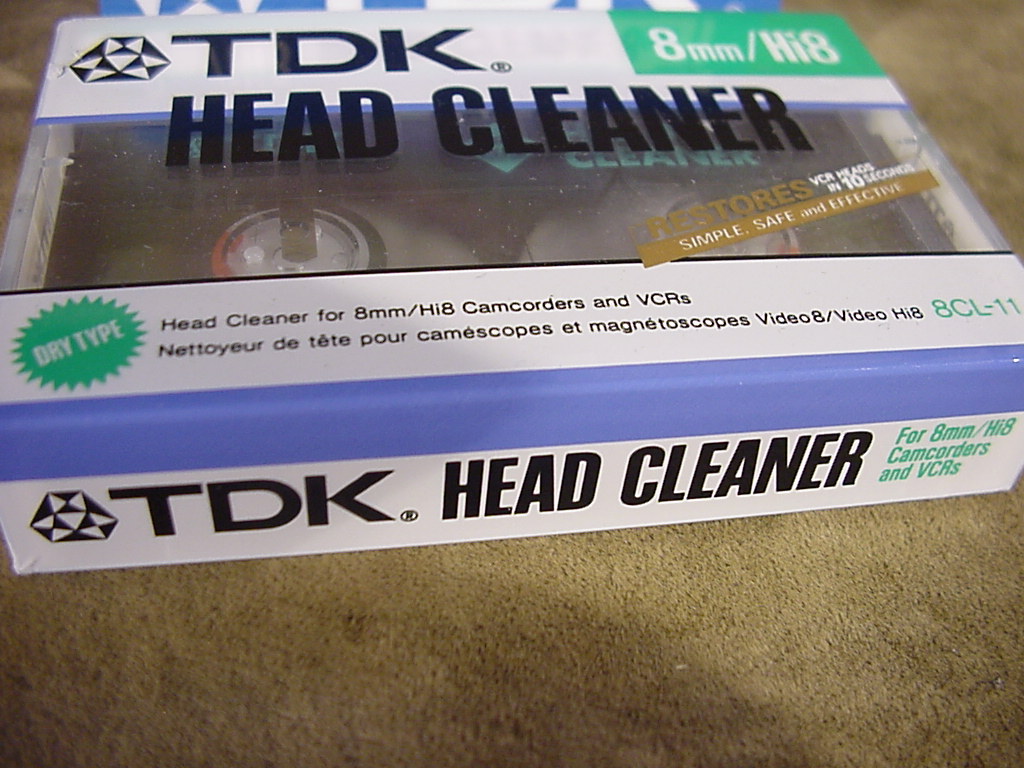 TDK®
8mm/Hi8
HEAD CLEANER
CLEANER
RESTORES VCR HEADS IN 10 SECONDS
SIMPLE, SAFE and EFFECTIVE
DRY TYPE
Head Cleaner for 8mm/Hi8 Camcorders and VCRs
Nettoyeur de tête pour caméscopes et magnétoscopes Video8/Video Hi8
8CL-11
TDK® HEAD CLEANER
For 8mm/Hi8
Camcorders
and VCRs